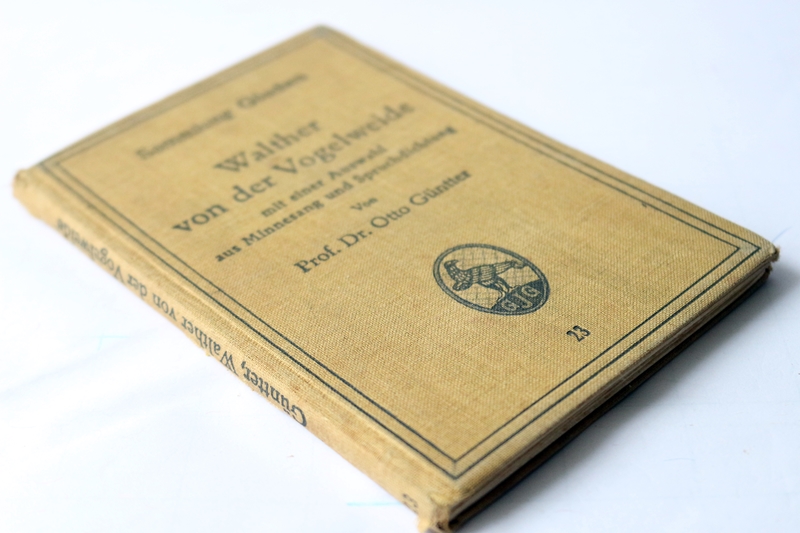 Sammlung Göschen
Walther
von der Vogelweide
mit einer Auswahl
aus Minnesang und Spruchdichtung
Von
Prof. Dr. Otto Güntter
GJG
23
Güntter, Walther von der Vogelweide